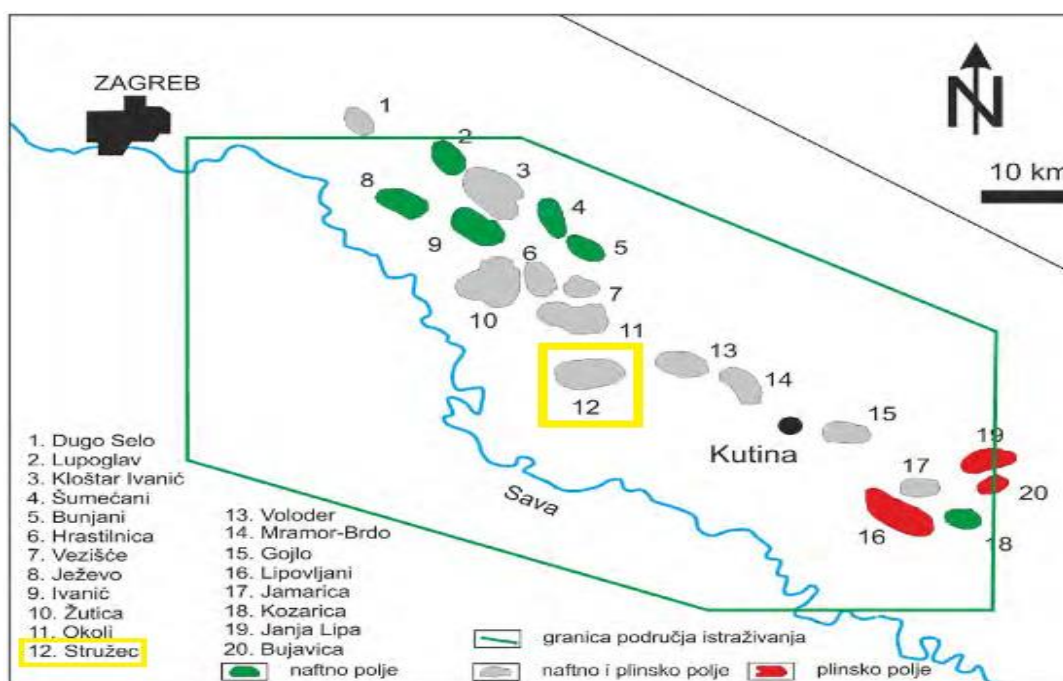 ZAGREB
1
2
3
8
4
9
5
6
7
10
11
13
12
14
15
Kutina
19
17
20
16
18
Sava
N
10 km
1. Dugo Selo
2. Lupoglav
3. Kloštar Ivanić
4. Šumećani
5. Bunjani
6. Hrastilnica
7. Vezišće
8. Ježevo
9. Ivanić
10. Žutica
11. Okoli
12. Stružec
13. Voloder
14. Mramor-Brdo
15. Gojlo
16. Lipovljani
17. Jamarica
18. Kozarica
19. Janja Lipa
20. Bujavica
granica područja istraživanja
naftno polje
naftno i plinsko polje
plinsko polje